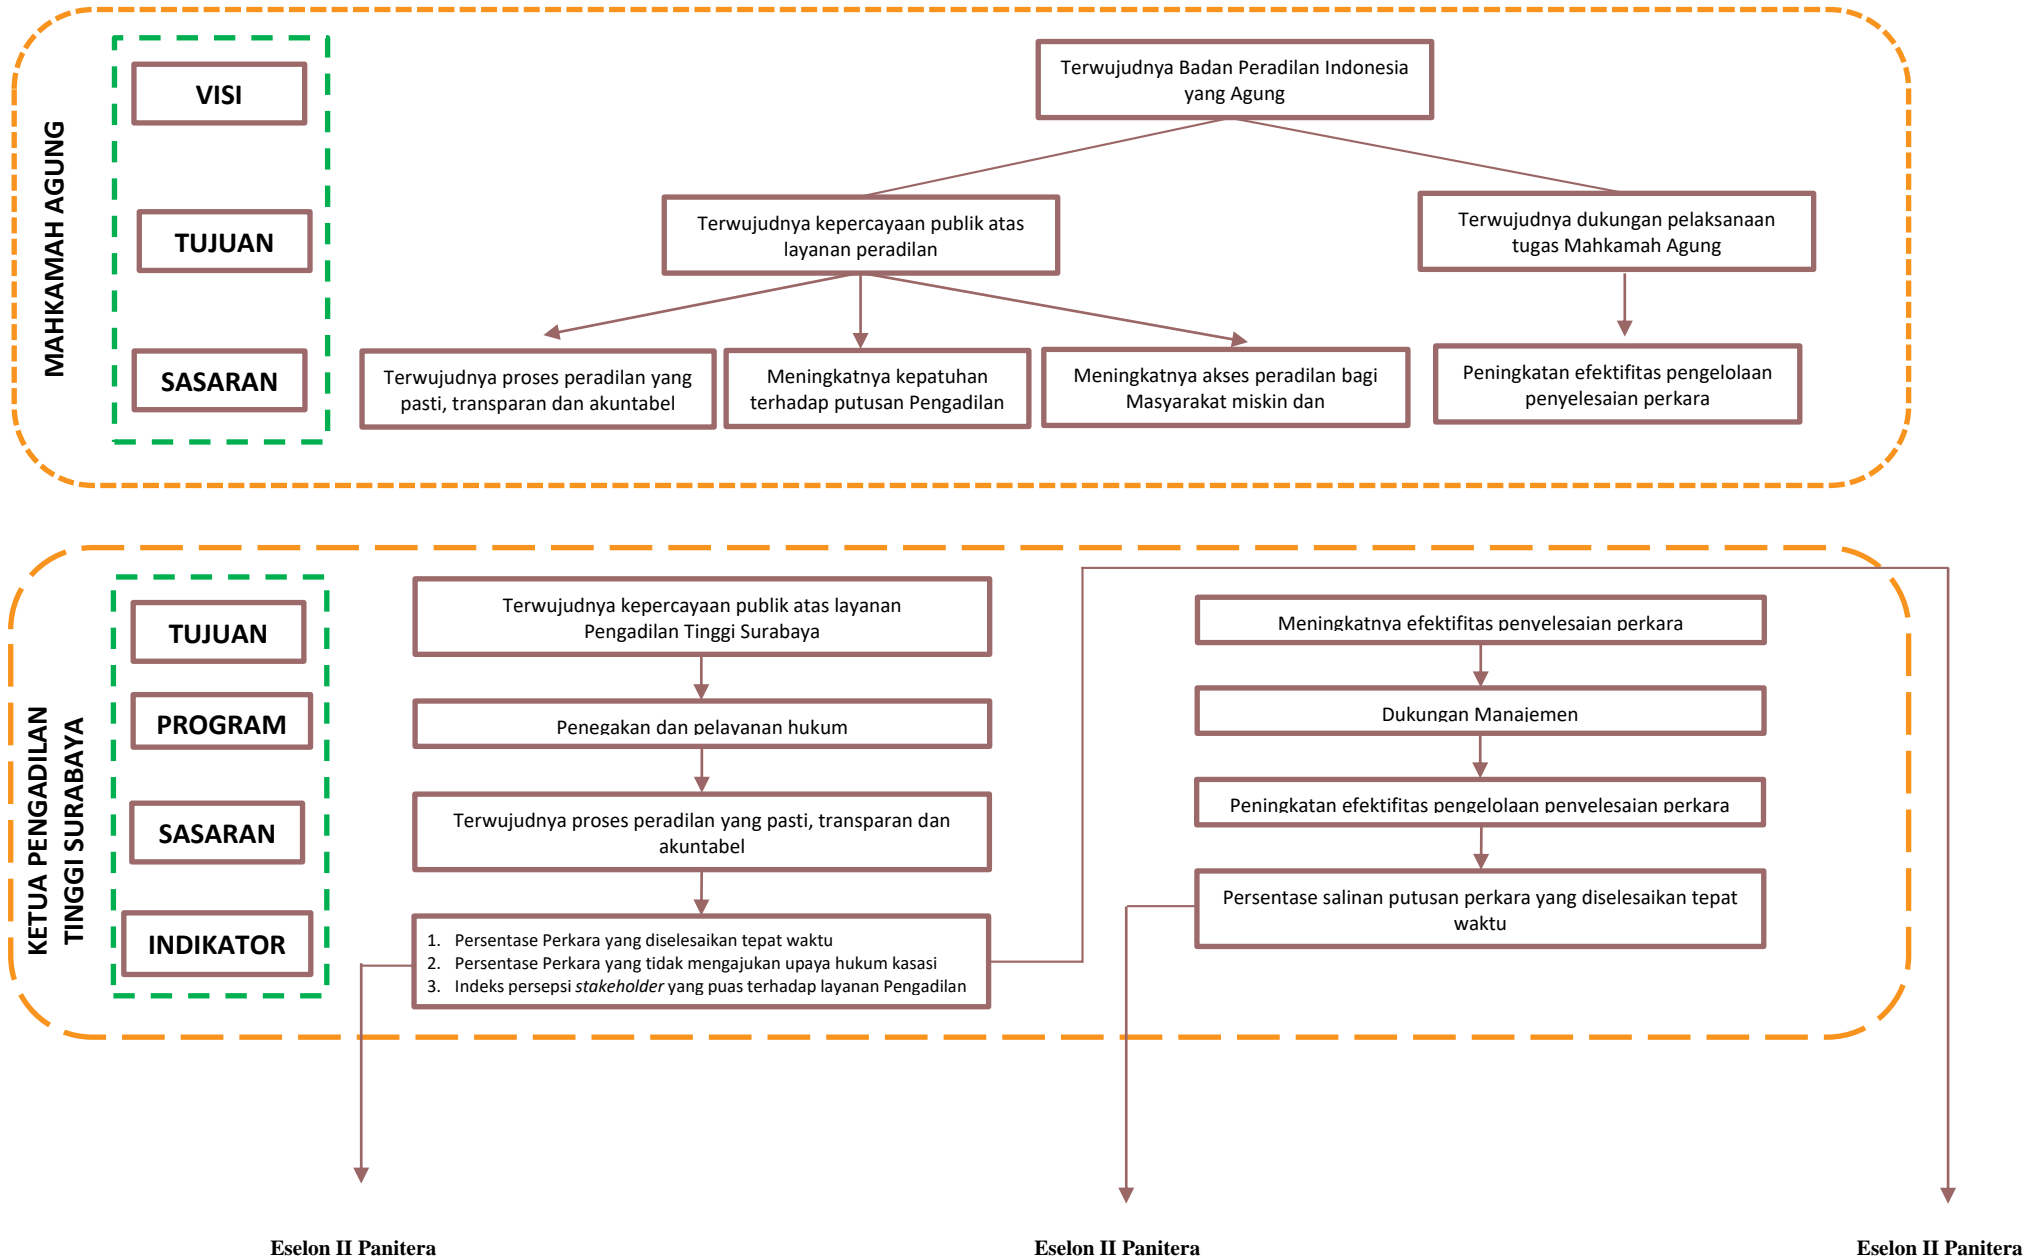 MAHKAMAH AGUNG
VISI
Terwujudnya Badan Peradilan Indonesia
yang Agung
TUJUAN
Terwujudnya kepercayaan publik atas
layanan peradilan
Terwujudnya dukungan pelaksanaan
tugas Mahkamah Agung
SASARAN
Terwujudnya proses peradilan yang
pasti, transparan dan akuntabel
Meningkatnya kepatuhan
terhadap putusan Pengadilan
Meningkatnya akses peradilan bagi
Masyarakat miskin dan
Peningkatan efektifitas pengelolaan
penyelesaian perkara
KETUA PENGADILAN
TINGGI SURABAYA
TUJUAN
Terwujudnya kepercayaan publik atas layanan
Pengadilan Tinggi Surabaya
Meningkatnya efektifitas penyelesaian perkara
PROGRAM
Penegakan dan pelayanan hukum
Dukungan Manajemen
SASARAN
Terwujudnya proses peradilan yang pasti, transparan dan
akuntabel
Peningkatan efektifitas pengelolaan penyelesaian perkara
INDIKATOR
1. Persentase Perkara yang diselesaikan tepat waktu
2. Persentase Perkara yang tidak mengajukan upaya hukum kasasi
3. Indeks persepsi stakeholder yang puas terhadap layanan Pengadilan
Persentase salinan putusan perkara yang diselesaikan tepat
waktu
Eselon II Panitera
Eselon II Panitera
Eselon II Panitera